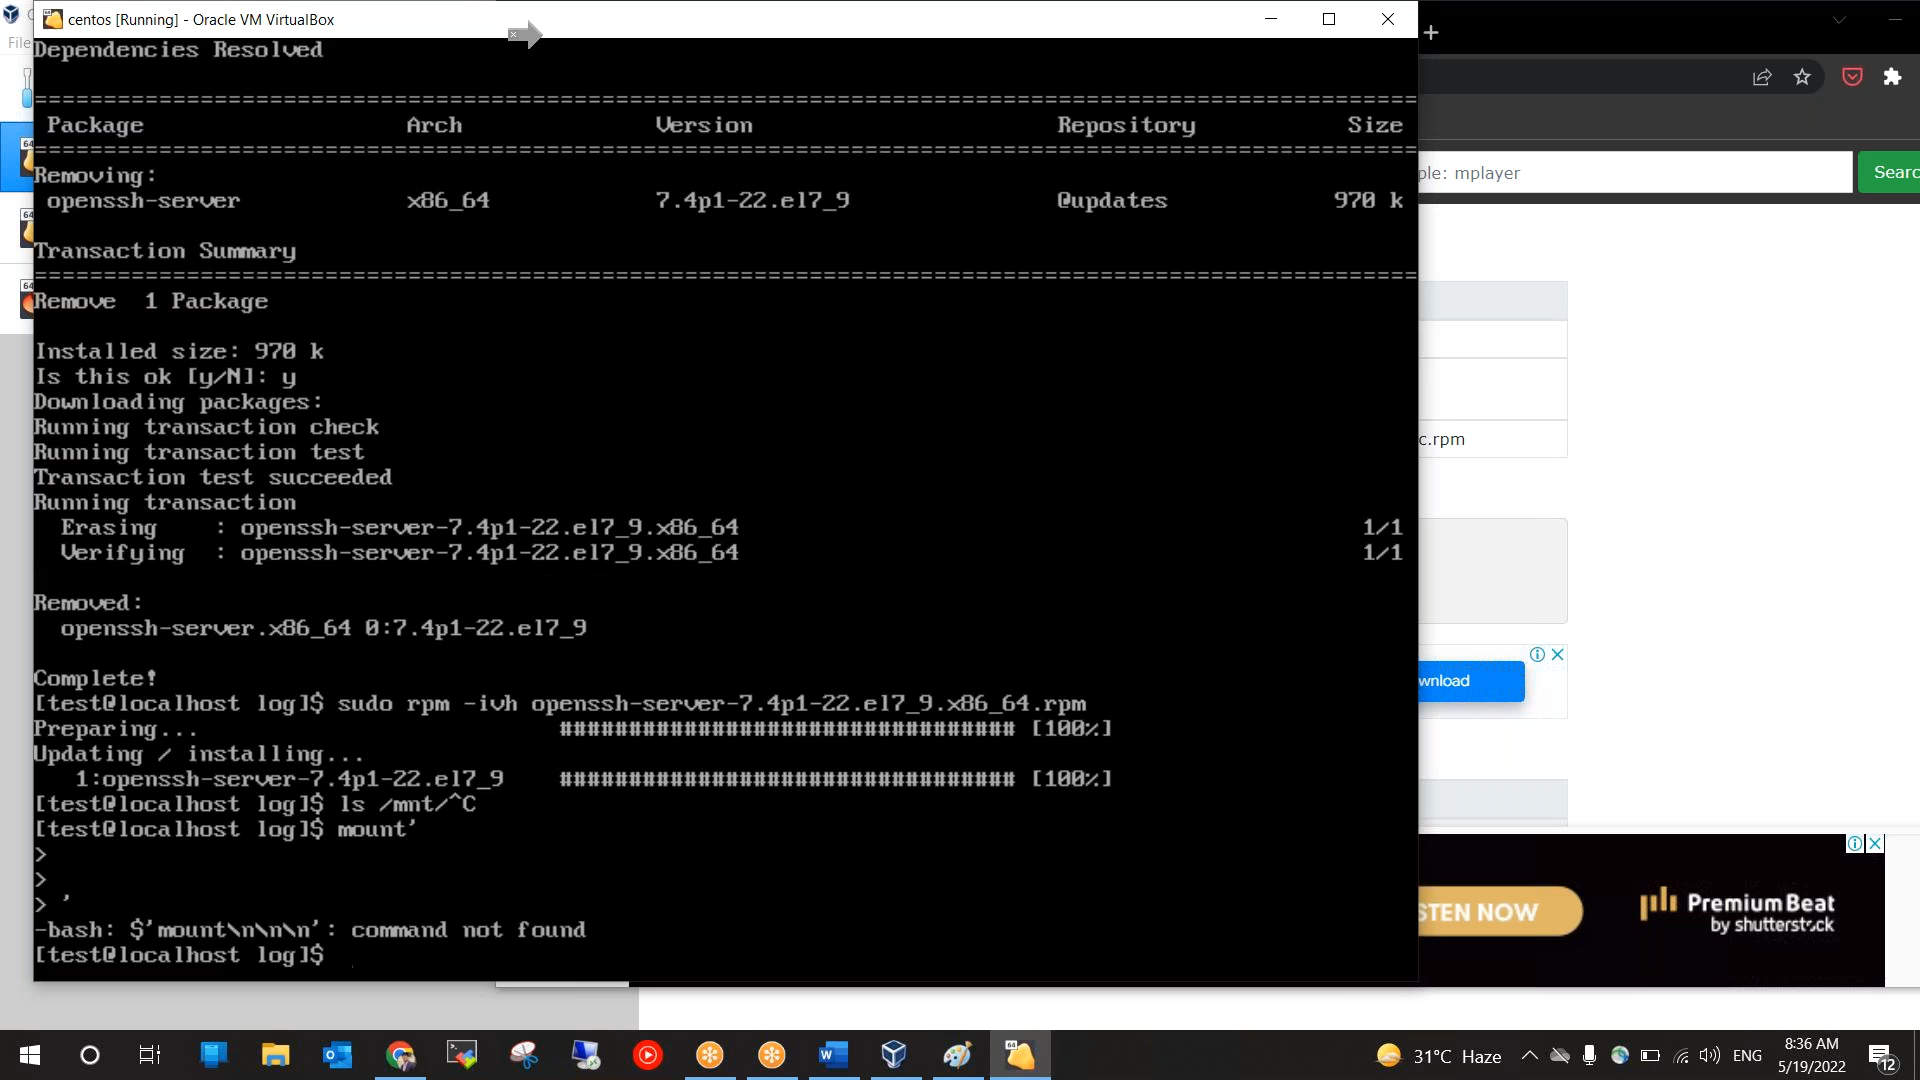 centos [Running] - Oracle VM VirtualBox
File
Dependencies Resolved
================================================================================
Package Arch Version Repository Size
================================================================================
Removing:
openssh-server x86_64 7.4p1-22.el7_9 @updates 970 k
Transaction Summary
================================================================================
Remove 1 Package
Installed size: 970 k
Is this ok [y/N]: y
Downloading packages:
Running transaction check
Running transaction test
Transaction test succeeded
Running transaction
Erasing : openssh-server-7.4p1-22.el7_9.x86_64 1/1
Verifying : openssh-server-7.4p1-22.el7_9.x86_64 1/1
Removed:
openssh-server.x86_64 0:7.4p1-22.el7_9
Complete!
[test@localhost log]$ sudo rpm -ivh openssh-server-7.4p1-22.el7_9.x86_64.rpm
Preparing... ################################# [100%]
Updating / installing...
1:openssh-server-7.4p1-22.el7_9 ################################# [100%]
[test@localhost log]$ ls /mnt/^C
[test@localhost log]$ mount'
>
>
> '
-bash: $'mount\n\n\n': command not found
[test@localhost log]$
ple: mplayer
Searc
c.rpm
wnload
STEN NOW
PremiumBeat
by shutterstock
31°C Haze
ENG
8:36 AM
5/19/2022
12